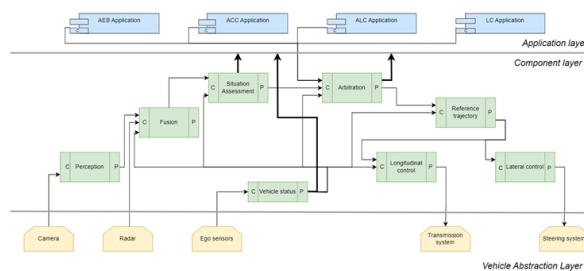 AEB Application
ACC Application
ALC Application
LC Application
C
C
C
C
Application layer
Component layer
C
Situation
Assessment
P
C
Arbitration
P
C
Reference
trajectory
P
C
Fusion
P
C
Perception
P
C
Vehicle status
P
C
Longitudinal
control
P
C
Lateral control
P
Camera
Radar
Ego sensors
Transmission
system
Steering system
Vehicle Abstraction Layer